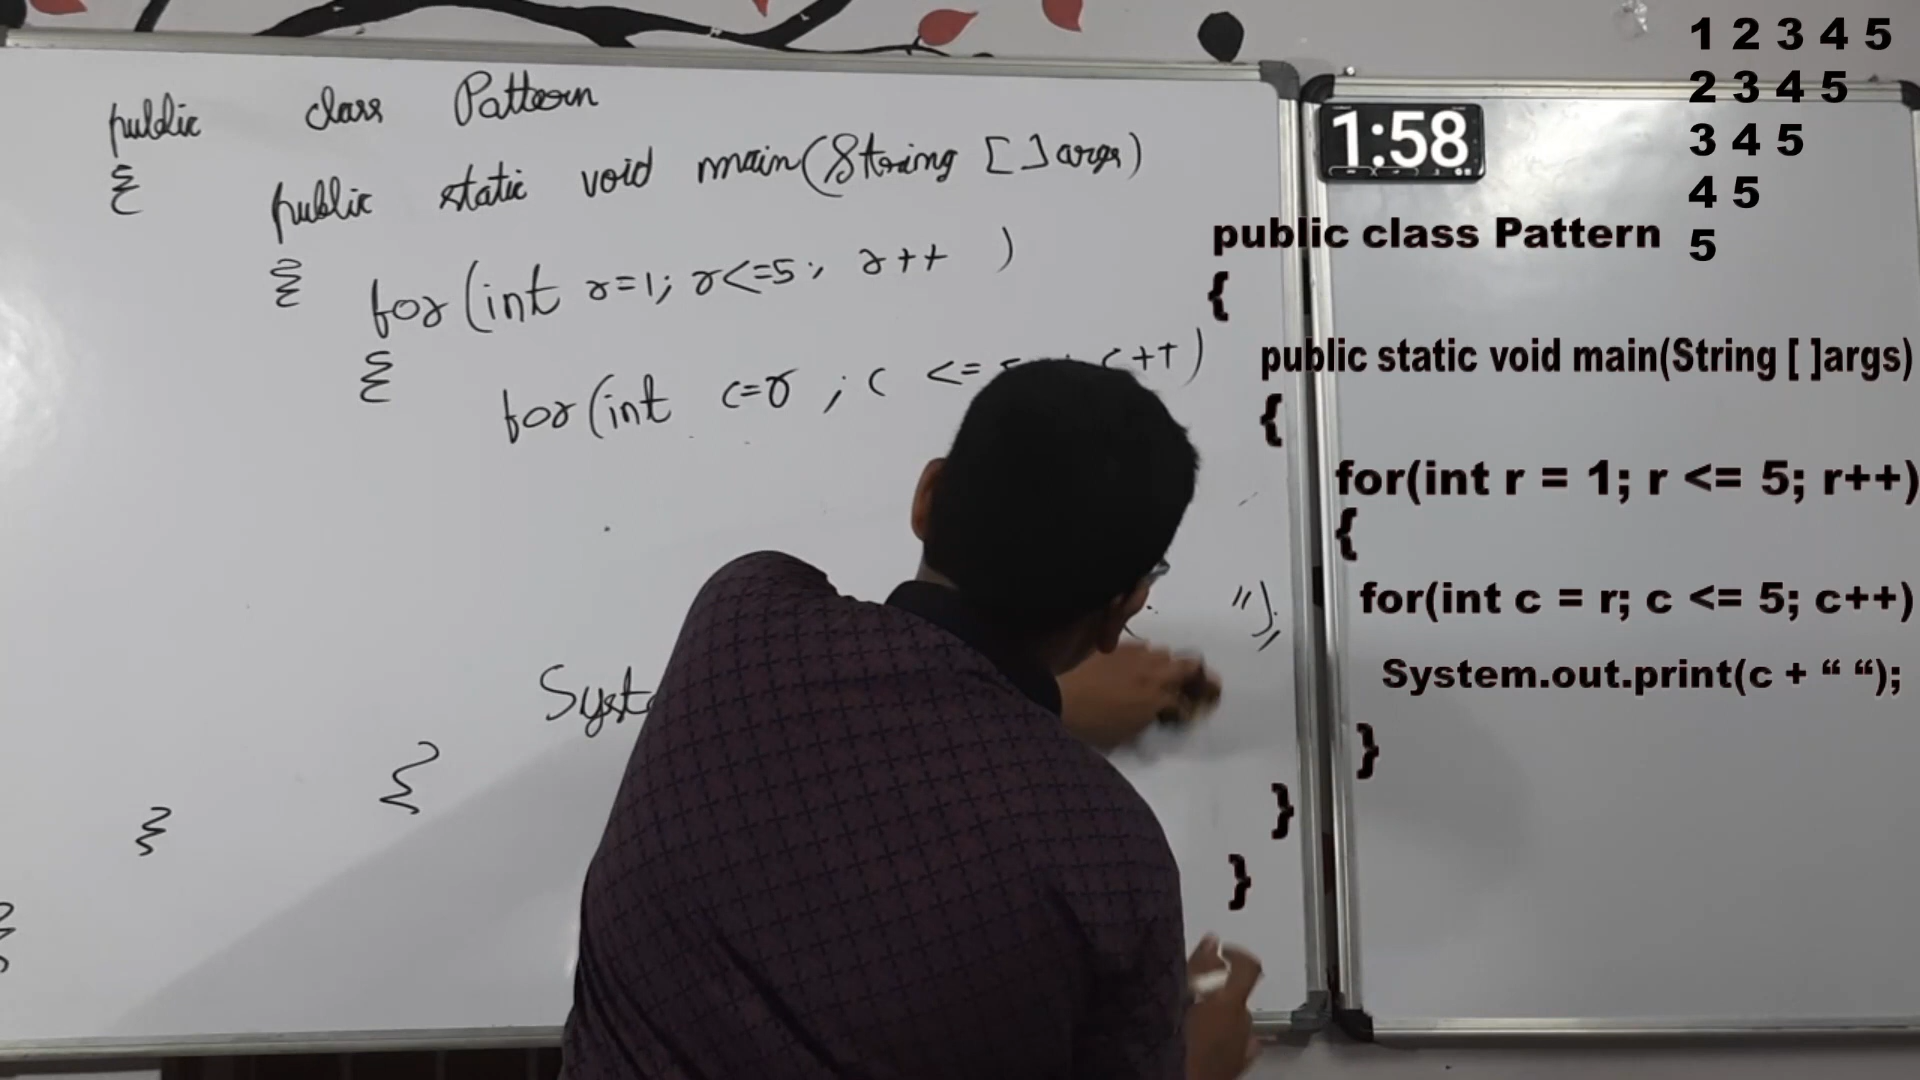 public class Pattern
{
public static void main(String [ ] args)
{
for(int r=1; r<=5; r++ )
{
for(int c=r ; c <= c++)
");
}
}
}
1:58
1 2 3 4 5
2 3 4 5
3 4 5
4 5
5
public class Pattern
{
public static void main(String [ ]args)
{
for(int r = 1; r <= 5; r++)
{
for(int c = r; c <= 5; c++)
System.out.print(c + “ “);
}
}
}